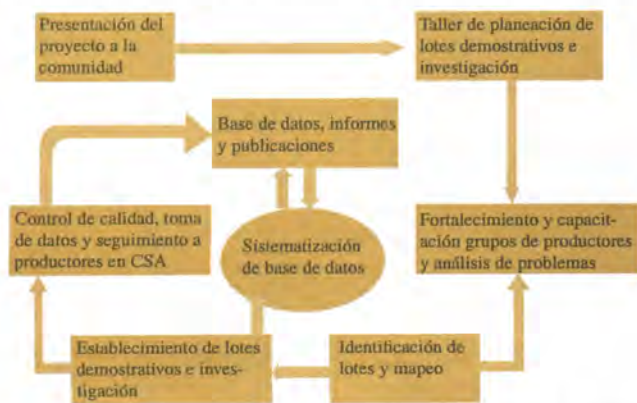 Presentación del
proyecto a la
comunidad
Taller de planeación de
lotes demostrativos e
investigación
Base de datos, informes
y publicaciones
Control de calidad, toma
de datos y seguimiento a
productores en CSA
Sistematización
de base de datos
Fortalecimiento y capacit-
ación grupos de productores
y análisis de problemas
Establecimiento de lotes
demostrativos e inves-
tigación
Identificación de
lotes y mapeo